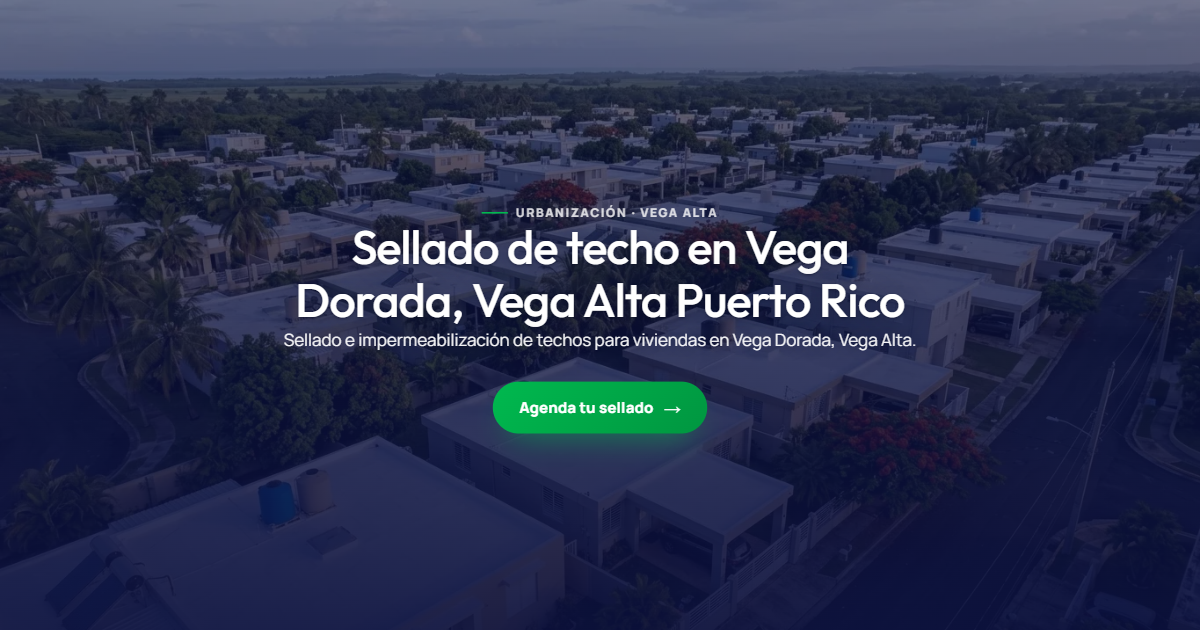 URBANIZACIÓN · VEGA ALTA
Sellado de techo en Vega
Dorada, Vega Alta Puerto Rico
Sellado e impermeabilización de techos para viviendas en Vega Dorada, Vega Alta.
Agenda tu sellado →